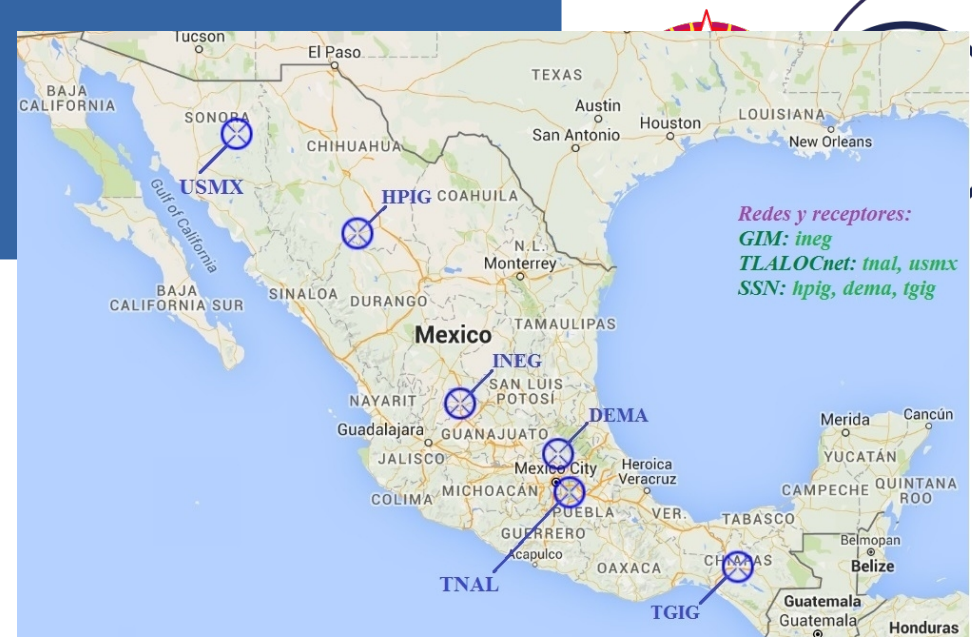 Tucson
El Paso
TEXAS
BAJA
CALIFORNIA
Austin
SONORA
Houston
LOUISIANA
San Antonio
New Orleans
CHIHUAHUA
USMX
HPIG
COAHUILA
Gulf of California
Redes y receptores:
GIM: ineg
TLALOCnet: tnal, usmx
SSN: hpig, dema, tgig
N.L.
Monterrey
BAJA
CALIFORNIA SUR
SINALOA
DURANGO
Mexico
TAMAULIPAS
INEG
SAN LUIS
POTOSÍ
NAYARIT
DEMA
Guadalajara
GUANAJUATO
Merida
Cancún
JALISCO
YUCATÁN
Mexico City
Heroica
Veracruz
COLIMA
MICHOACÁN
CAMPECHE
QUINTANA
ROO
PUEBLA
VER.
TABASCO
GUERRERO
Belmopan
Acapulco
CHIAPAS
Belize
OAXACA
TNAL
TGIG
Guatemala
Guatemala
Honduras